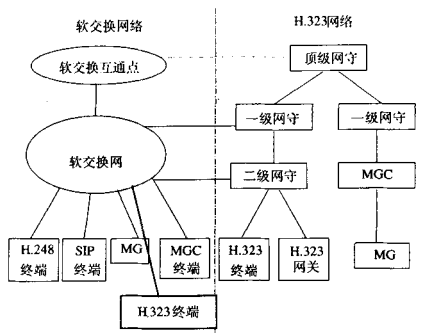 软交换网络
H.323网络
软交换互通点
顶级网守
一级网守
一级网守
软交换网
二级网守
MGC
H.248
终端
SIP
终端
MG
MGC
终端
H.323
终端
H.323
网关
MG
H.323终端